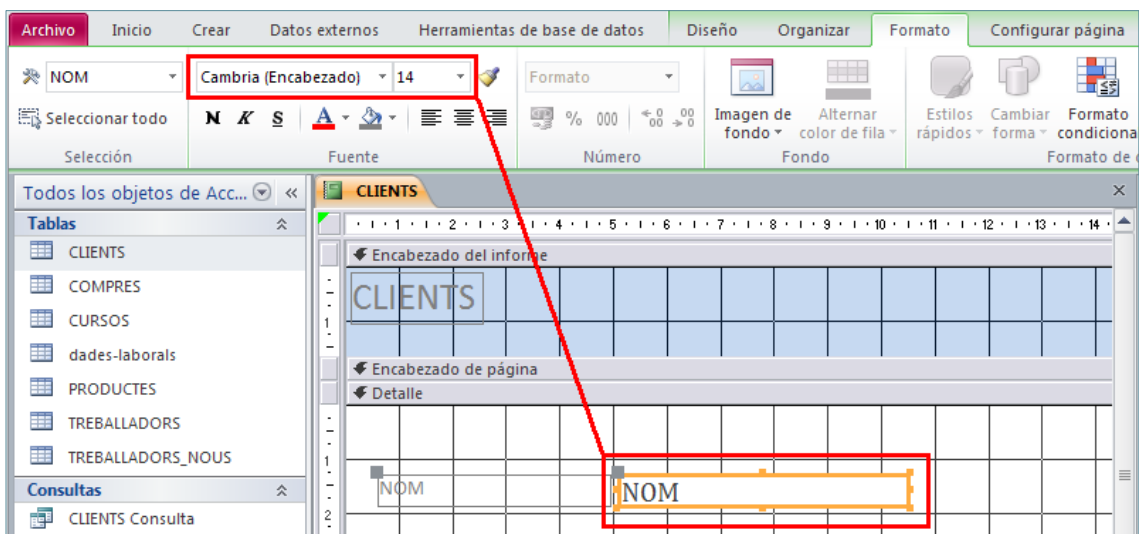 Archivo Inicio Crear Datos externos Herramientas de base de datos Diseño Organizar Formato Configurar página
NOM Cambria (Encabezado) 14 Formato
Seleccionar todo N K S A % 000
Imagen de fondo Alternar color de fila Estilos rápidos Cambiar forma Formato condiciona
Selección Fuente Número Fondo Formato de
Todos los objetos de Acc... «
CLIENTS
Tablas
CLIENTS
COMPRES
CURSOS
dades-laborals
PRODUCTES
TREBALLADORS
TREBALLADORS_NOUS
Consultas
CLIENTS Consulta
1 2 3 4 5 6 7 8 9 10 11 12 13 14
Encabezado del informe
CLIENTS
1
Encabezado de página
Detalle
1
NOM NOM
2